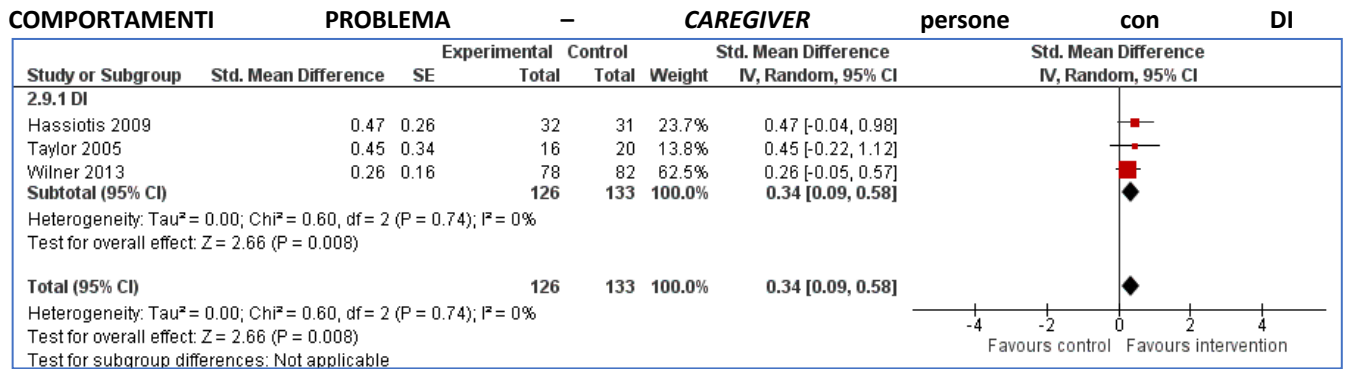 COMPORTAMENTI PROBLEMA – CAREGIVER persone con DI
Experimental Control Std. Mean Difference Std. Mean Difference
Study or Subgroup Std. Mean Difference SE Total Total Weight IV, Random, 95% CI IV, Random, 95% CI
2.9.1 DI
Hassiotis 2009 0.47 0.26 32 31 23.7% 0.47 [-0.04, 0.98]
Taylor 2005 0.45 0.34 16 20 13.8% 0.45 [-0.22, 1.12]
Wilner 2013 0.26 0.16 78 82 62.5% 0.26 [-0.05, 0.57]
Subtotal (95% CI) 126 133 100.0% 0.34 [0.09, 0.58]
Heterogeneity: Tau² = 0.00; Chi² = 0.60, df = 2 (P = 0.74); I² = 0%
Test for overall effect: Z = 2.66 (P = 0.008)
Total (95% CI) 126 133 100.0% 0.34 [0.09, 0.58]
Heterogeneity: Tau² = 0.00; Chi² = 0.60, df = 2 (P = 0.74); I² = 0%
Test for overall effect: Z = 2.66 (P = 0.008)
Test for subgroup differences: Not applicable
-4 -2 0 2 4
Favours control Favours intervention